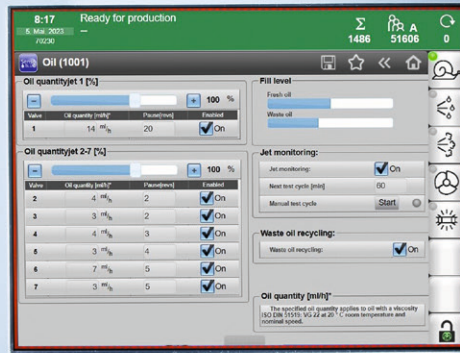 8:17
Ready for production
5. Mai. 2023
—
70230
Σ
1486
A
51606
0
Oil (1001)
Oil quantityjet 1 [%]
100 %
Valve Oil quantity [ml/h]* Pause[revs] Enabled
1 14 ml/h 20 On
Oil quantityjet 2-7 [%]
100 %
Valve Oil quantity [ml/h]* Pause[revs] Enabled
2 4 ml/h 2 On
3 3 ml/h 2 On
4 4 ml/h 3 On
5 3 ml/h 4 On
6 7 ml/h 5 On
7 3 ml/h 5 On
Fill level
Fresh oil
Waste oil
Jet monitoring:
Jet monitoring: On
Next test cycle [min] 60
Manual test cycle Start
Waste oil recycling:
Waste oil recycling: On
Oil quantity [ml/h]*
The specified oil quantity applies to oil with a viscosity
ISO DIN 51519: VG 22 at 20 ° C room temperature and
nominal speed.